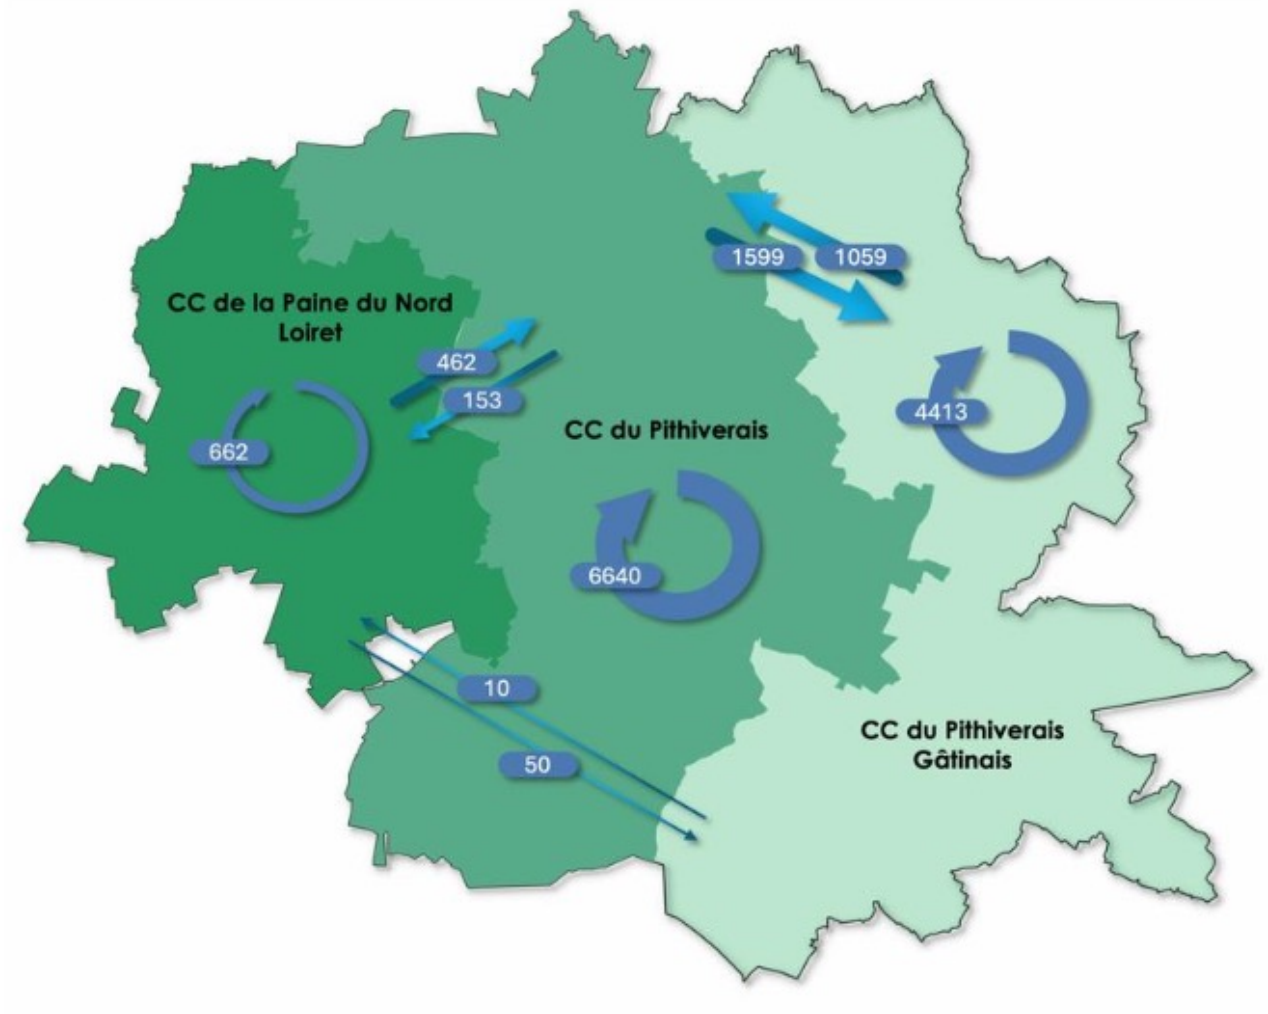 1599
1059
CC de la Paine du Nord
Loiret
462
153
4413
CC du Pithiverais
662
6640
10
CC du Pithiverais
Gâtinais
50